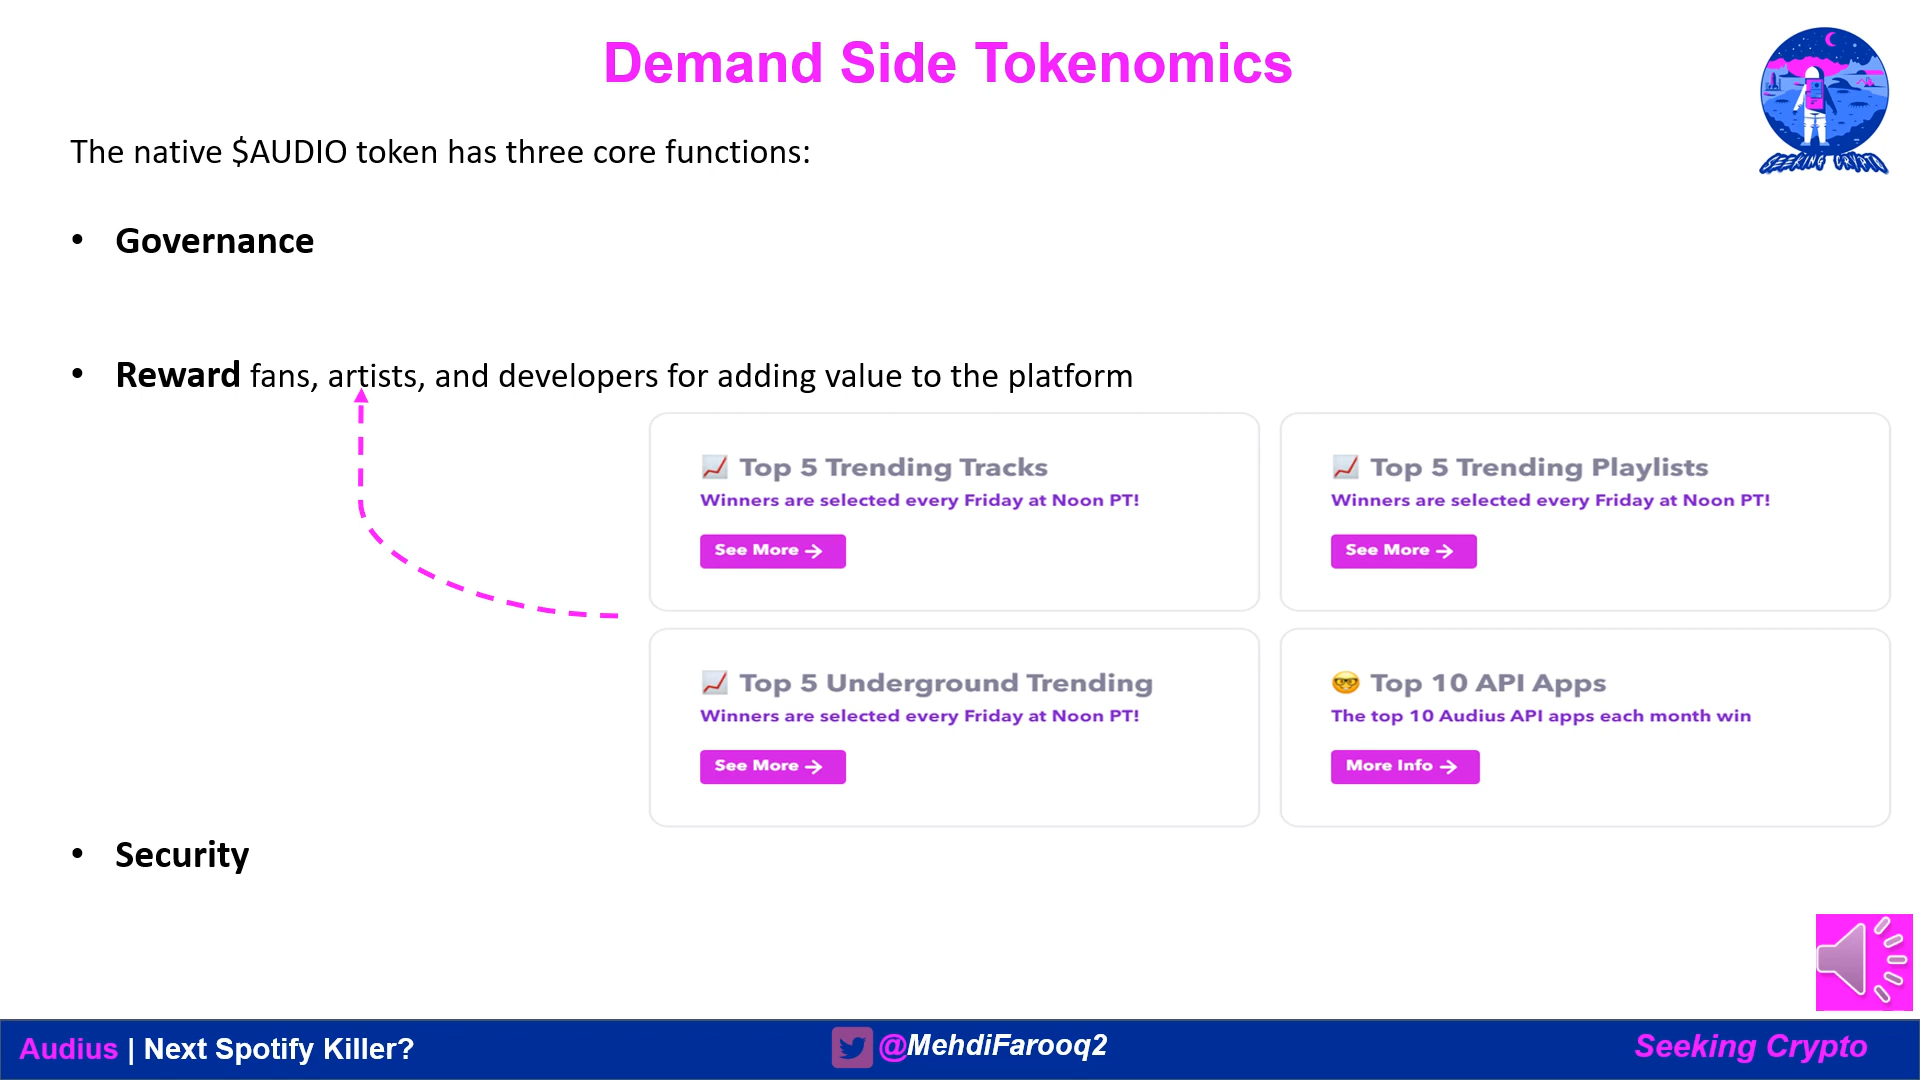 Demand Side Tokenomics
SEEKING CRYPTO
The native $AUDIO token has three core functions:
• Governance
• Reward fans, artists, and developers for adding value to the platform
Top 5 Trending Tracks
Winners are selected every Friday at Noon PT!
See More →
Top 5 Trending Playlists
Winners are selected every Friday at Noon PT!
See More →
Top 5 Underground Trending
Winners are selected every Friday at Noon PT!
See More →
Top 10 API Apps
The top 10 Audius API apps each month win
More Info →
• Security
Audius | Next Spotify Killer?
@MehdiFarooq2
Seeking Crypto